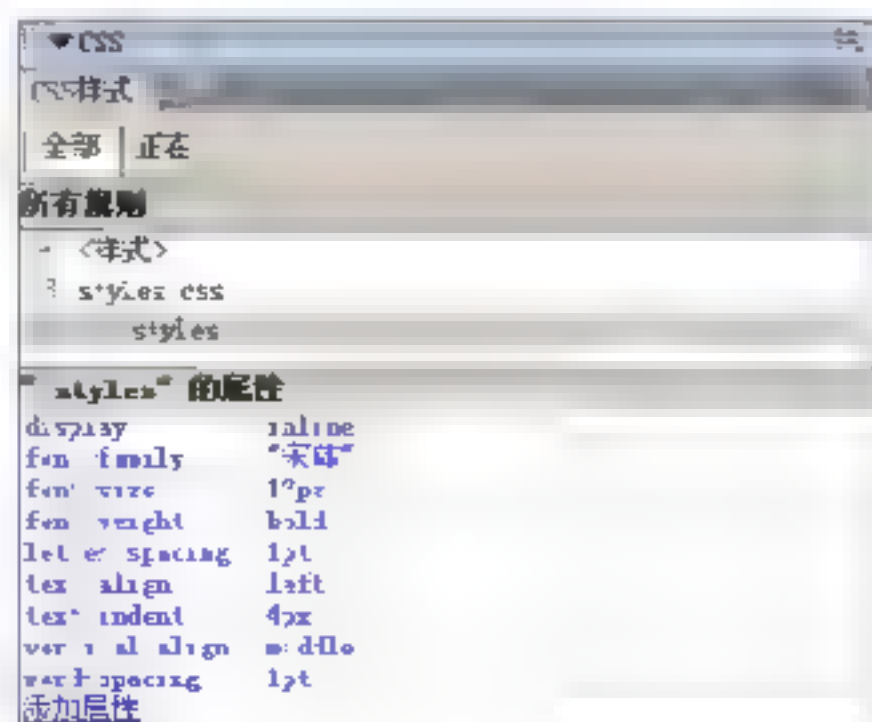 CSS
CSS样式
全部 正在
所有规则
<样式>
styles.css
styles
"styles" 的属性
display inline
font-family "宋体"
font-size
font-weight bold
letter-spacing 1pt
text-align left
text-indent 4px
vertical-align middle
word-spacing 1pt
添加属性